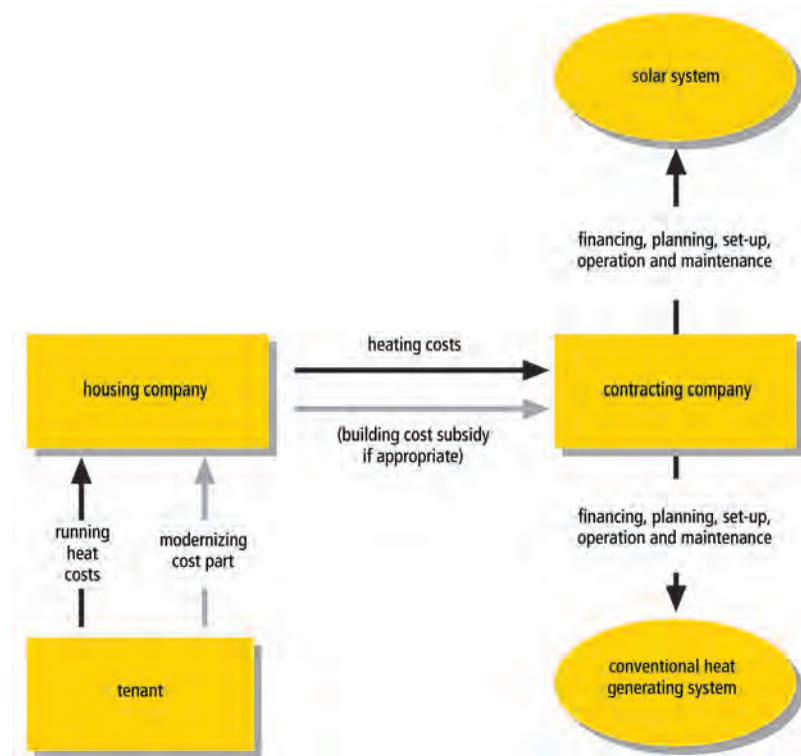 solar system
financing, planning, set-up,
operation and maintenance
heating costs
housing company
contracting company
(building cost subsidy
if appropriate)
running
heat
costs
modernizing
cost part
financing, planning, set-up,
operation and maintenance
tenant
conventional heat
generating system